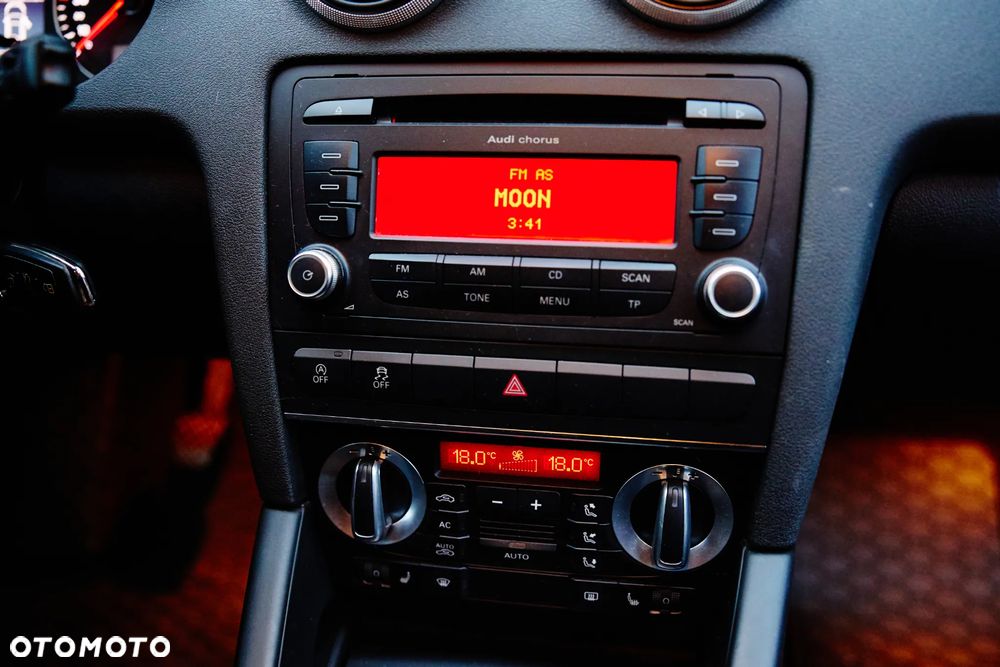 Audi chorus
FM AS
MOON
3:41
FM AM CD SCAN
AS TONE MENU TP
SCAN
OFF OFF
18.0°C 18.0°C
AC
AUTO
AUTO
OTOMOTO